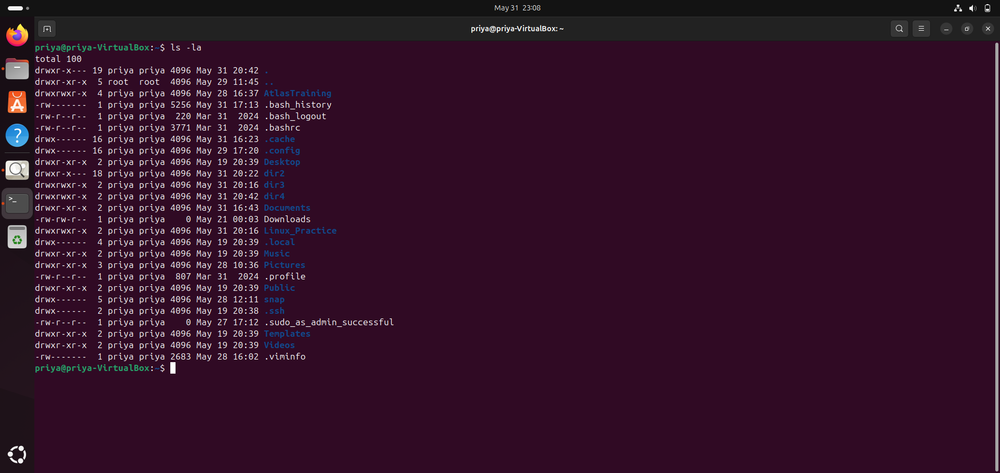 May 31 23:08
priya@priya-VirtualBox: ~
priya@priya-VirtualBox:~$ ls -la
total 100
drwxr-x--- 19 priya priya 4096 May 31 20:42 .
drwxr-xr-x  5 root  root  4096 May 29 11:45 ..
drwxrwxr-x  4 priya priya 4096 May 28 16:37 AtlasTraining
-rw-------  1 priya priya 5256 May 31 17:13 .bash_history
-rw-r--r--  1 priya priya  220 Mar 31  2024 .bash_logout
-rw-r--r--  1 priya priya 3771 Mar 31  2024 .bashrc
drwx------ 16 priya priya 4096 May 31 16:23 .cache
drwx------ 16 priya priya 4096 May 29 17:20 .config
drwxr-xr-x  2 priya priya 4096 May 19 20:39 Desktop
drwxr-x--- 18 priya priya 4096 May 31 20:22 dir2
drwxrwxr-x  2 priya priya 4096 May 31 20:16 dir3
drwxrwxr-x  2 priya priya 4096 May 31 20:42 dir4
drwxr-xr-x  2 priya priya 4096 May 31 16:43 Documents
-rw-rw-r--  1 priya priya    0 May 21 00:03 Downloads
drwxrwxr-x  2 priya priya 4096 May 31 20:16 Linux_Practice
drwx------  4 priya priya 4096 May 19 20:39 .local
drwxr-xr-x  2 priya priya 4096 May 19 20:39 Music
drwxr-xr-x  3 priya priya 4096 May 28 10:36 Pictures
-rw-r--r--  1 priya priya  807 Mar 31  2024 .profile
drwxr-xr-x  2 priya priya 4096 May 19 20:39 Public
drwx------  5 priya priya 4096 May 28 12:11 snap
drwx------  2 priya priya 4096 May 19 20:38 .ssh
-rw-r--r--  1 priya priya    0 May 27 17:12 .sudo_as_admin_successful
drwxr-xr-x  2 priya priya 4096 May 19 20:39 Templates
drwxr-xr-x  2 priya priya 4096 May 19 20:39 Videos
-rw-------  1 priya priya 2683 May 28 16:02 .viminfo
priya@priya-VirtualBox:~$